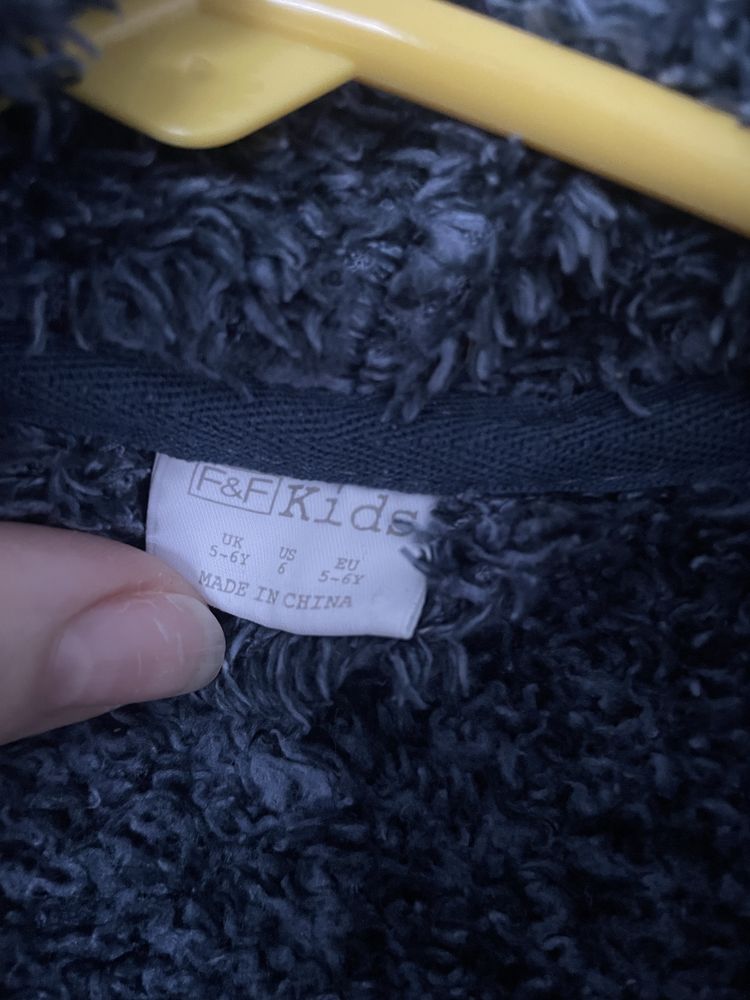 F&F Kids
UK US EU
5-6Y 6 5-6Y
MADE IN CHINA